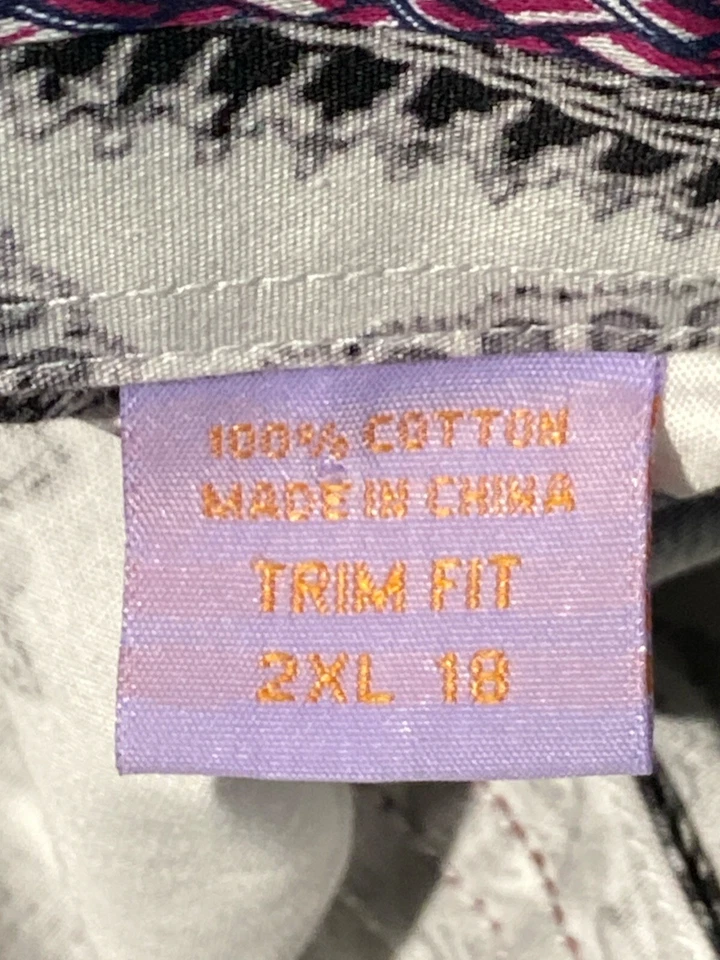 100% COTTON
MADE IN CHINA
TRIM FIT
2XL 18